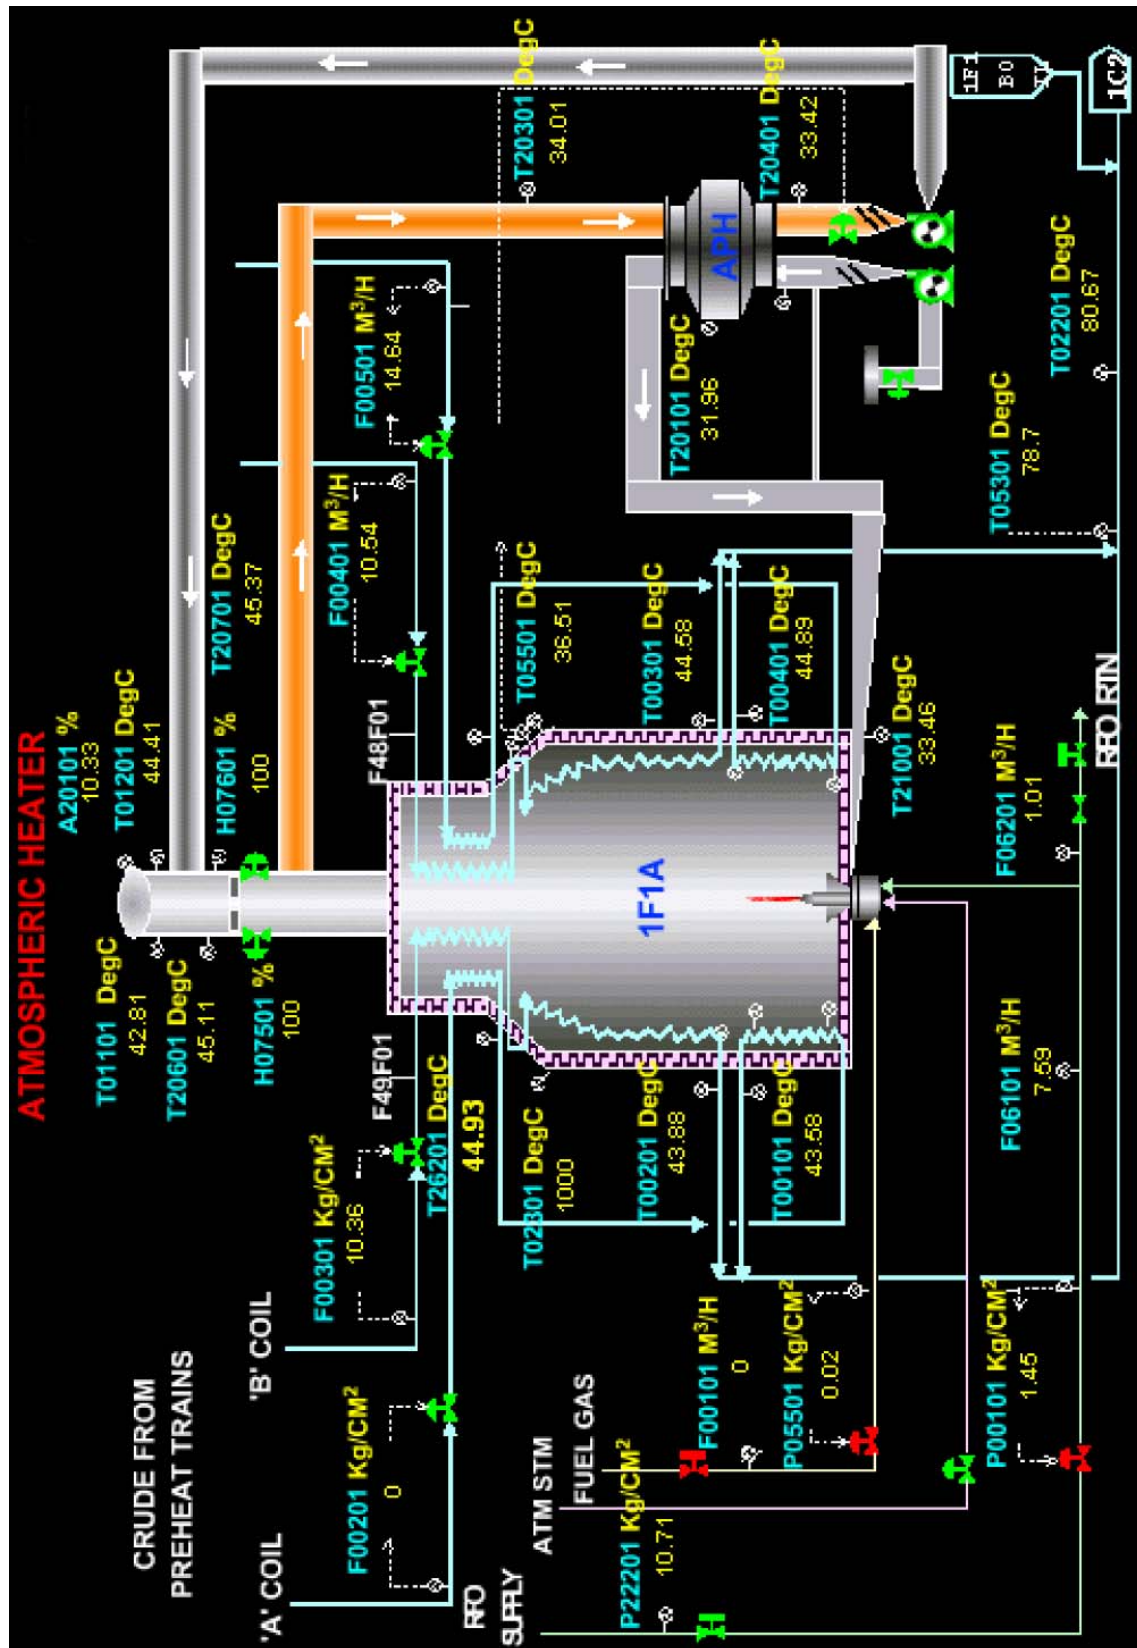 ATMOSPHERIC HEATER
CRUDE FROM
PREHEAT TRAINS
'A' COIL
'B' COIL
T01101 DegC
42.81
T20601 DegC
45.11
H07501 %
100
A20101 %
10.33
T01201 DegC
44.41
H07601 %
100
T20701 DegC
45.37
F00201 Kg/CM²
0
F00301 Kg/CM²
10.36
F49F01
F48F01
F00401 M³/H
10.54
F00501 M³/H
14.64
T20301 DegC
34.01
T26201 DegC
44.93
T02301 DegC
1000
T05501 DegC
36.51
RFO
SUPPLY
ATM STM
FUEL GAS
P22201 Kg/CM²
10.71
F00101 M³/H
0
P05501 Kg/CM²
0.02
T00201 DegC
43.88
T00101 DegC
43.58
1F1A
T00301 DegC
44.58
T00401 DegC
44.89
T20101 DegC
31.96
APH
T20401 DegC
33.42
T21001 DegC
33.46
P00101 Kg/CM²
1.45
F06101 M³/H
7.59
F06201 M³/H
1.01
RFO RTN
T05301 DegC
78.7
T02201 DegC
80.67
1F1
B0
1C2